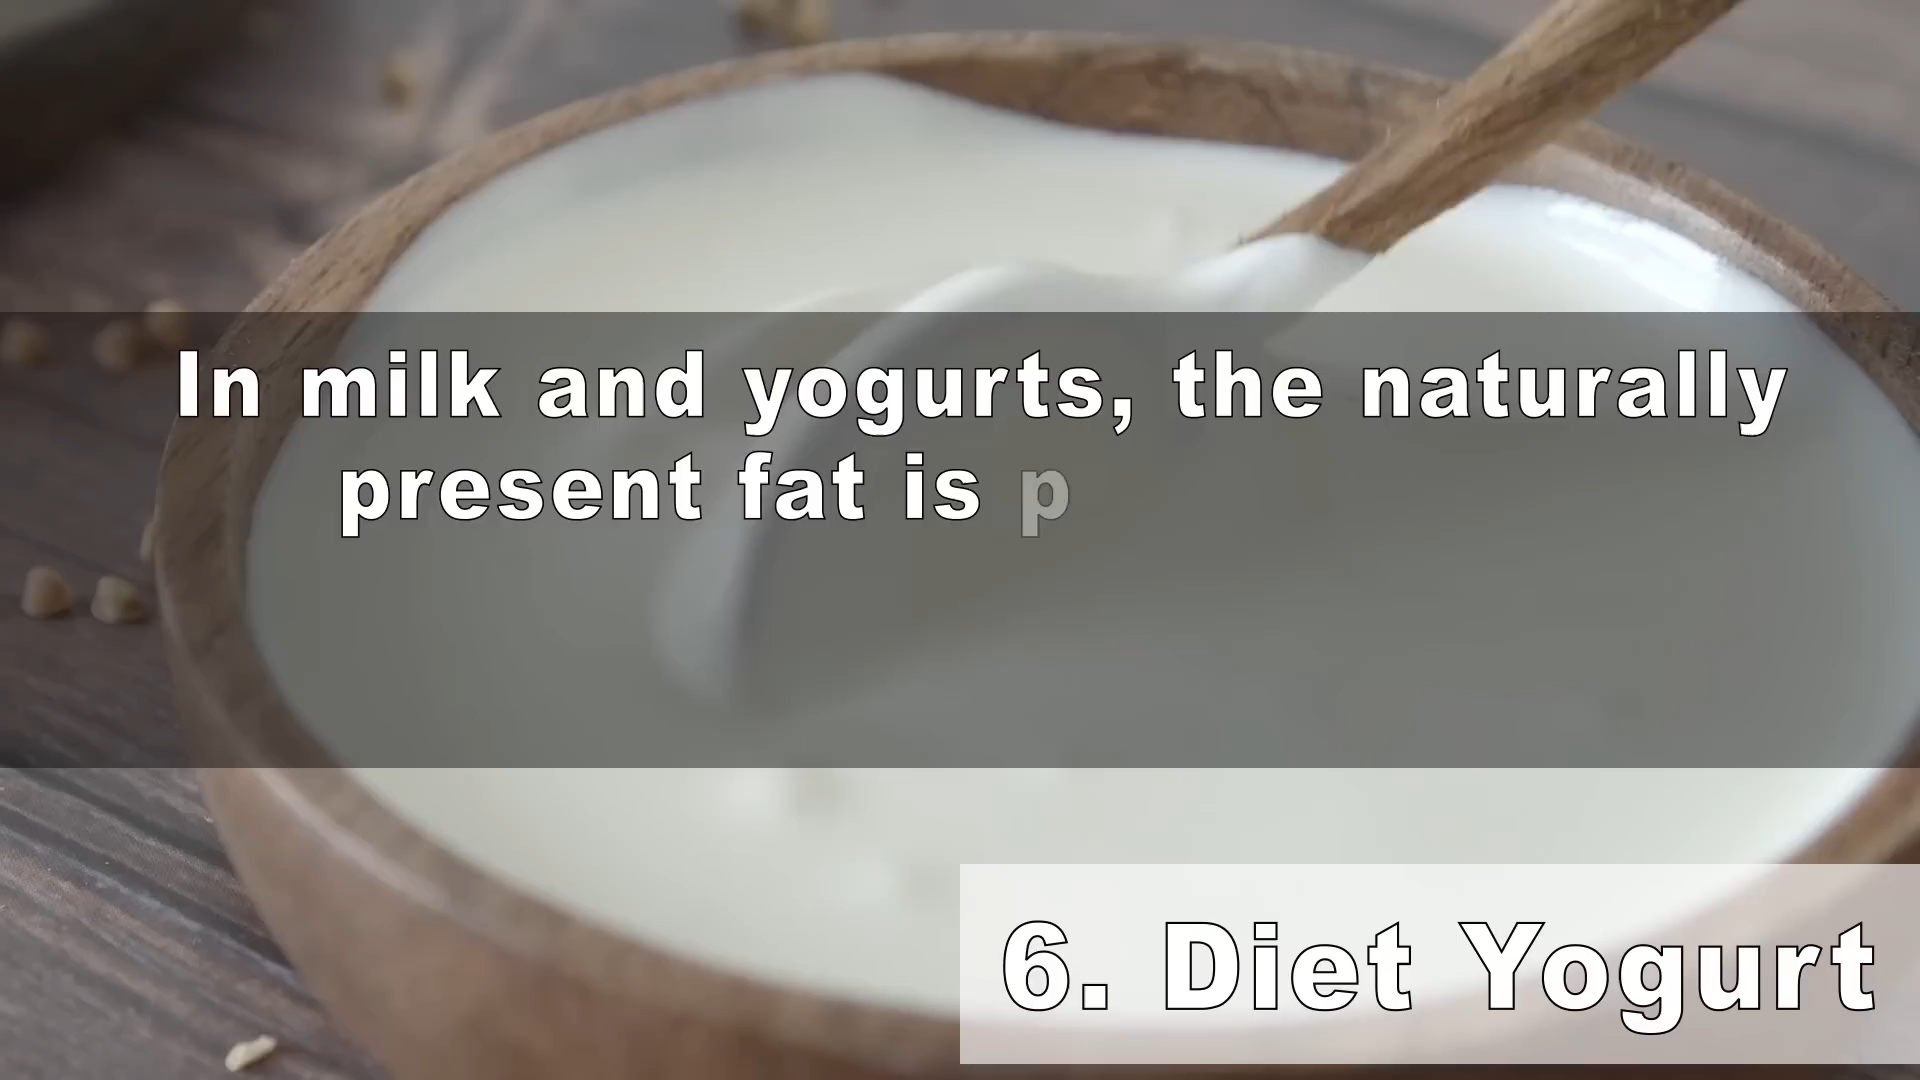 In milk and yogurts, the naturally
present fat is p
6. Diet Yogurt